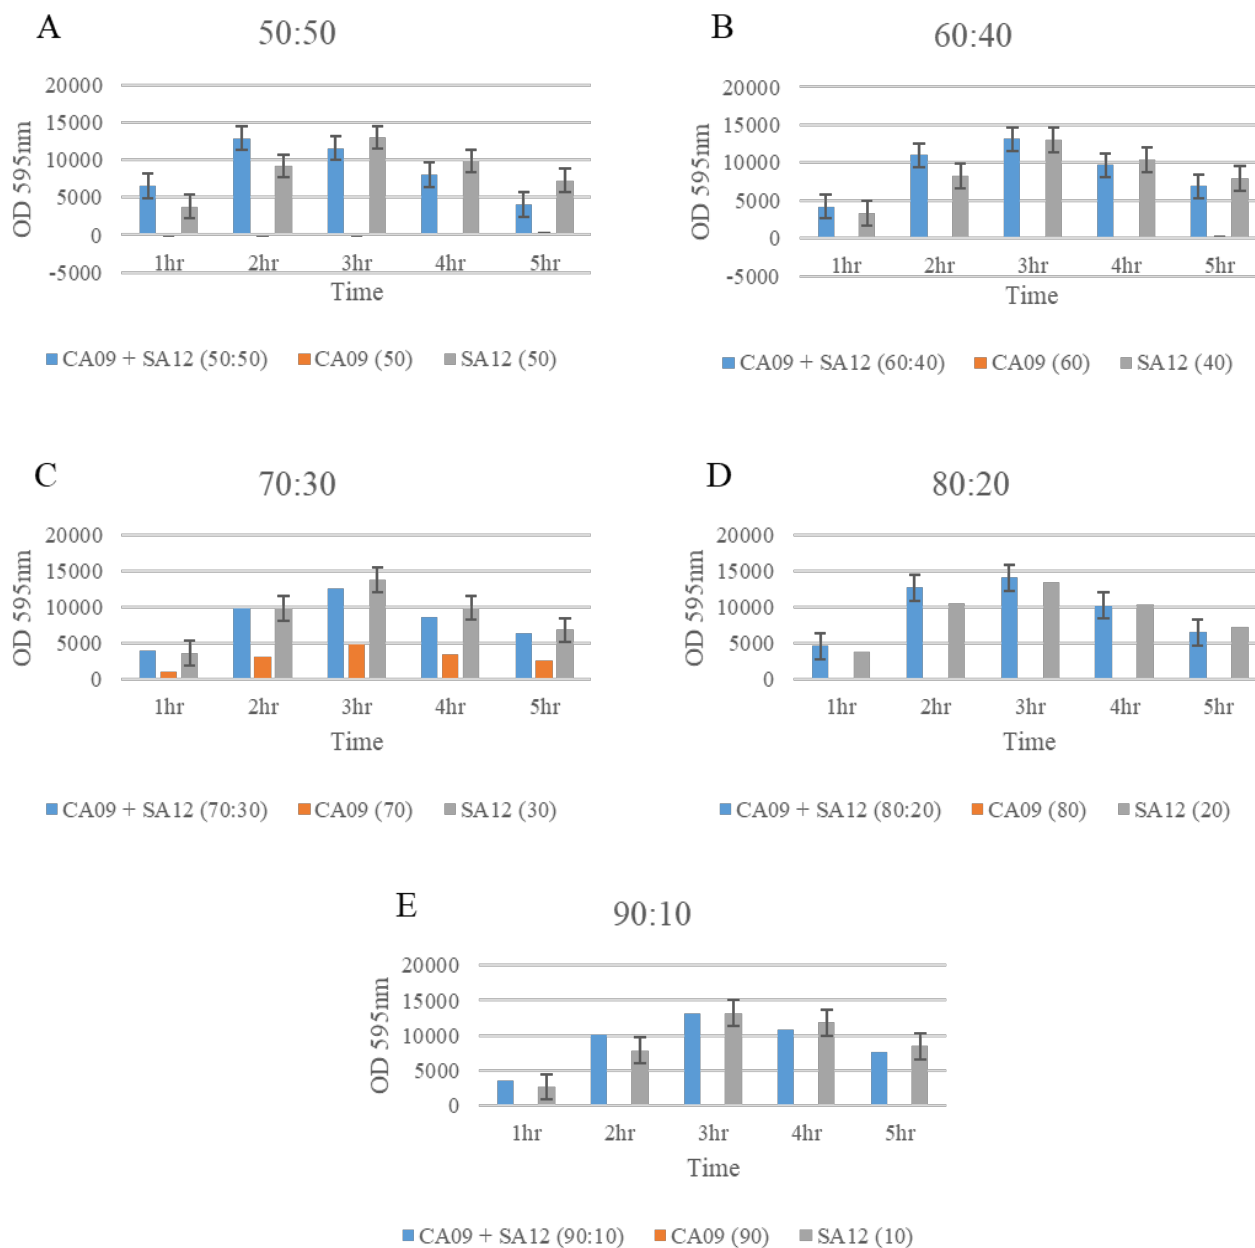 A
50:50
20000
15000
10000
5000
0
-5000
OD 595nm
1hr 2hr 3hr 4hr 5hr
Time
CA09 + SA12 (50:50) CA09 (50) SA12 (50)
B
60:40
20000
15000
10000
5000
0
-5000
OD 595nm
1hr 2hr 3hr 4hr 5hr
Time
CA09 + SA12 (60:40) CA09 (60) SA12 (40)
C
70:30
20000
15000
10000
5000
0
OD 595nm
1hr 2hr 3hr 4hr 5hr
Time
CA09 + SA12 (70:30) CA09 (70) SA12 (30)
D
80:20
20000
15000
10000
5000
0
OD 595nm
1hr 2hr 3hr 4hr 5hr
Time
CA09 + SA12 (80:20) CA09 (80) SA12 (20)
E
90:10
20000
15000
10000
5000
0
OD 595nm
1hr 2hr 3hr 4hr 5hr
Time
CA09 + SA12 (90:10) CA09 (90) SA12 (10)